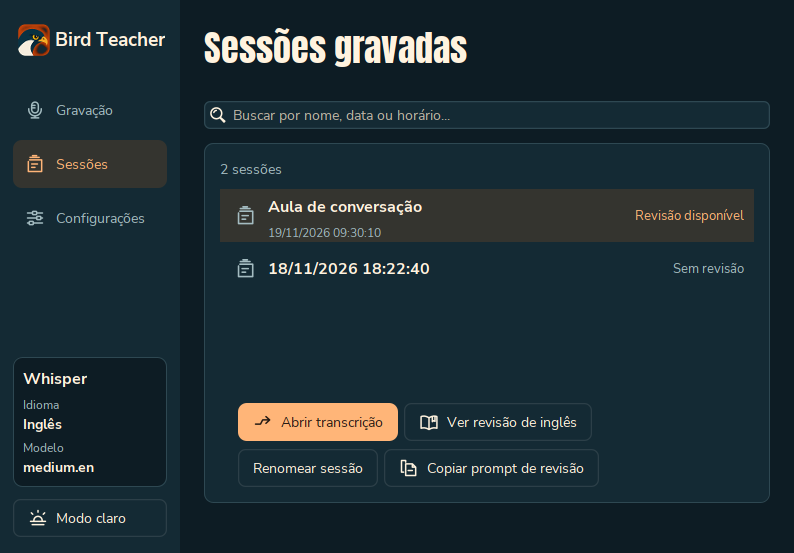 Bird Teacher
Gravação
Sessões
Configurações
Whisper
Idioma
Inglês
Modelo
medium.en
Modo claro
Sessões gravadas
Buscar por nome, data ou horário...
2 sessões
Aula de conversação
19/11/2026 09:30:10
Revisão disponível
18/11/2026 18:22:40
Sem revisão
Abrir transcrição
Ver revisão de inglês
Renomear sessão
Copiar prompt de revisão